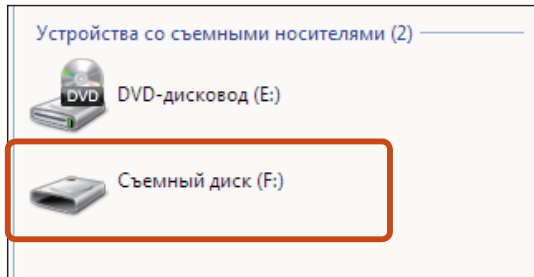 Устройства со съемными носителями (2)
DVD
DVD-дисковод (E:)
Съемный диск (F:)